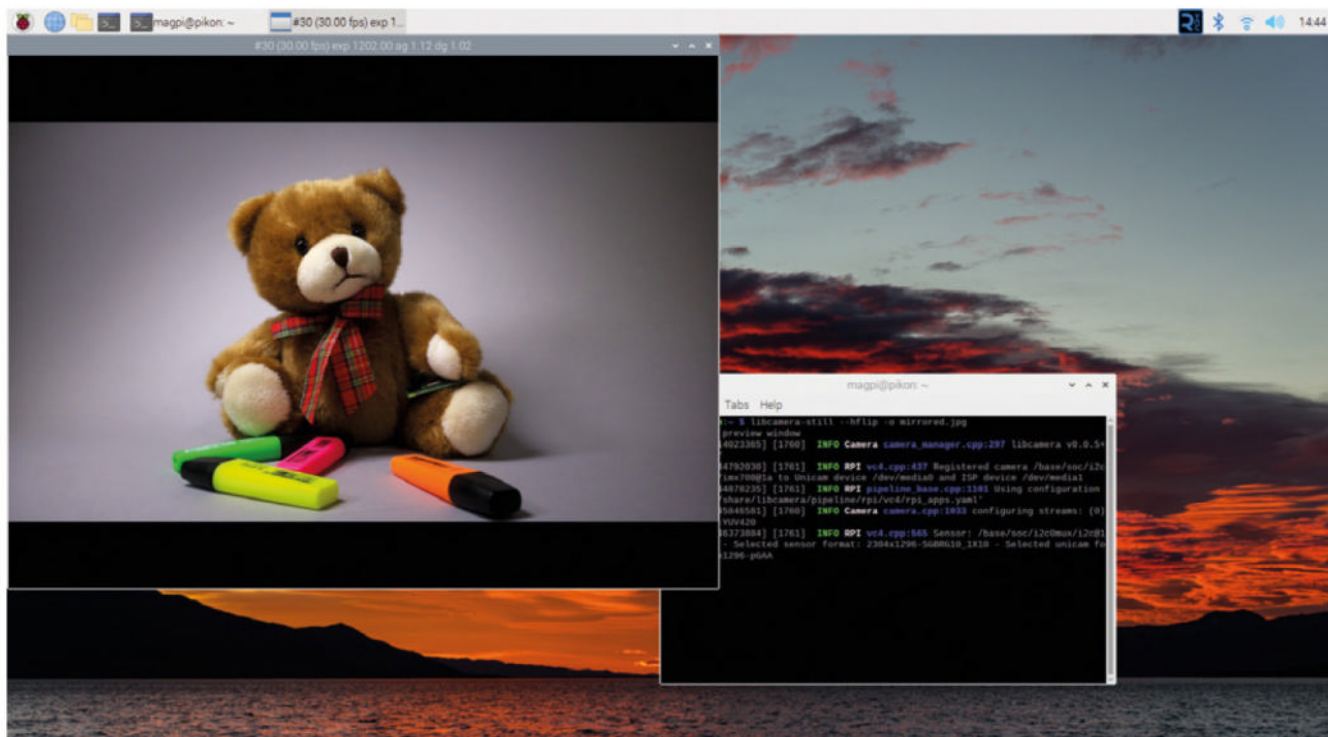 magpi@pikon: ~
#30 (30.00 fps) exp 1...
14:44
#30 (30.00 fps) exp 1202.00 ag 1.12 dg 1.02
magpi@pikon: ~
Tabs Help
:~ $ libcamera-still --hflip -o mirrored.jpg
preview window
[1760] INFO Camera camera_manager.cpp:297 libcamera v0.0.5+
[1761] INFO RPI vc4.cpp:437 Registered camera /base/soc/i2c
/imx708@1a to Unicam device /dev/media0 and ISP device /dev/media1
[1761] INFO RPI pipeline_base.cpp:1101 Using configuration
/share/libcamera/pipeline/rpi/vc4/rpi_apps.yaml"
[1760] INFO Camera camera.cpp:1033 configuring streams: (0)
YUV420
[1761] INFO RPI vc4.cpp:565 Sensor: /base/soc/i2c0mux/i2c@1
- Selected sensor format: 2304x1296-SGBRG10_1X10 - Selected unicam fo
x1296-pGAA